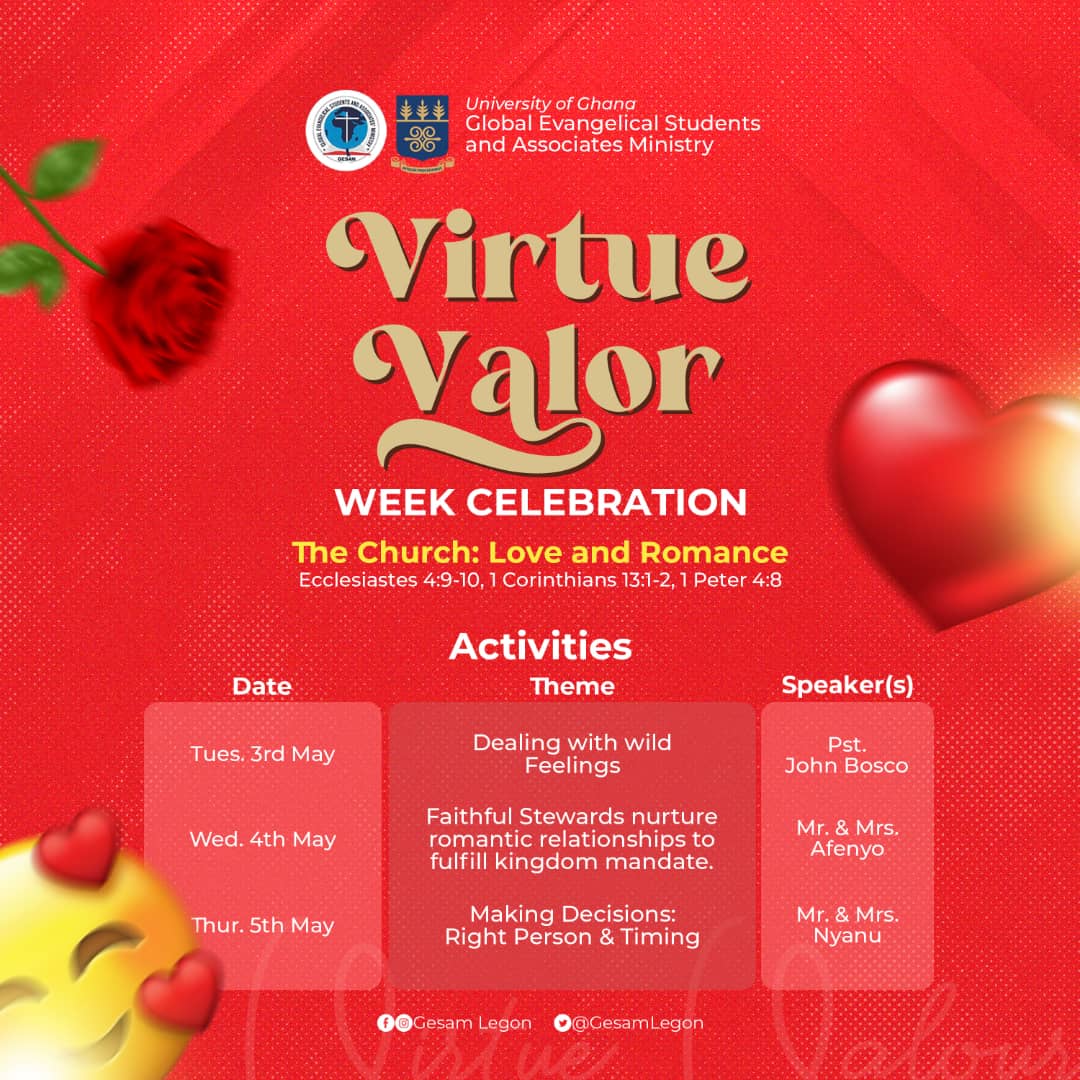 University of Ghana
Global Evangelical Students
and Associates Ministry
GESAM
Virtue
Valor
WEEK CELEBRATION
The Church: Love and Romance
Ecclesiastes 4:9-10, 1 Corinthians 13:1-2, 1 Peter 4:8
Activities
Date Theme Speaker(s)
Tues. 3rd May
Dealing with wild
Feelings
Pst.
John Bosco
Wed. 4th May
Faithful Stewards nurture
romantic relationships to
fulfill kingdom mandate.
Mr. & Mrs.
Afenyo
Thur. 5th May
Making Decisions:
Right Person & Timing
Mr. & Mrs.
Nyanu
Gesam Legon @GesamLegon
Virtue Valour